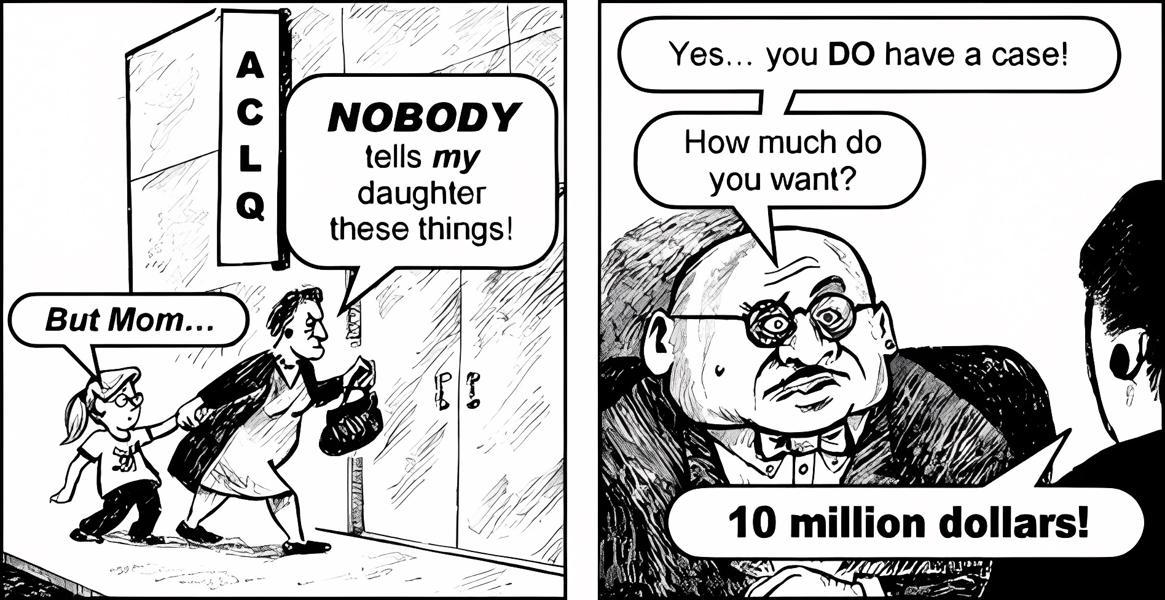 A
C
L
Q
NOBODY
tells my
daughter
these things!
But Mom...
Yes... you DO have a case!
How much do
you want?
10 million dollars!